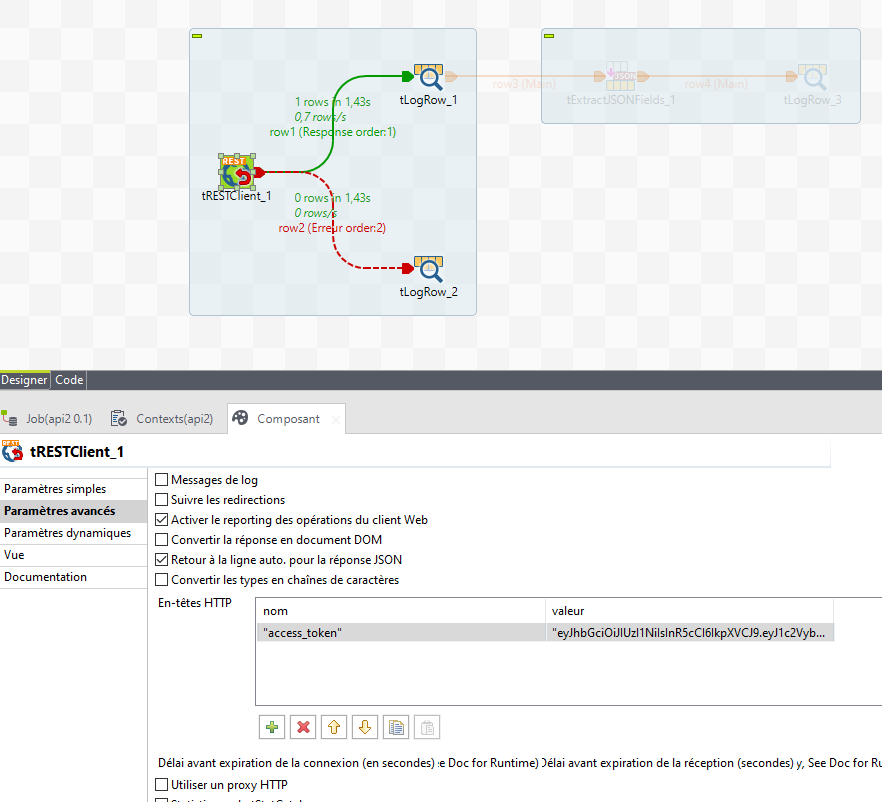 tLogRow_1
row3 (Main)
JSON
tExtractJSONFields_1
row4 (Main)
tLogRow_3
1 rows in 1,43s
0,7 rows/s
row1 (Response order:1)
REST
tRESTClient_1
0 rows in 1,43s
0 rows/s
row2 (Erreur order:2)
tLogRow_2
Designer Code
Job(api2 0.1) Contexts(api2) Composant
REST
tRESTClient_1
Paramètres simples
Paramètres avancés
Paramètres dynamiques
Vue
Documentation
Messages de log
Suivre les redirections
Activer le reporting des opérations du client Web
Convertir la réponse en document DOM
Retour à la ligne auto. pour la réponse JSON
Convertir les types en chaînes de caractères
En-têtes HTTP
nom valeur
"access_token" "eyJhbGciOiJIUzI1NiIsInR5cCI6IkpXVCJ9.eyJ1c2Vyb...
Délai avant expiration de la connexion (en secondes) :e Doc for Runtime) Délai avant expiration de la réception (secondes) y, See Doc for Ru
Utiliser un proxy HTTP